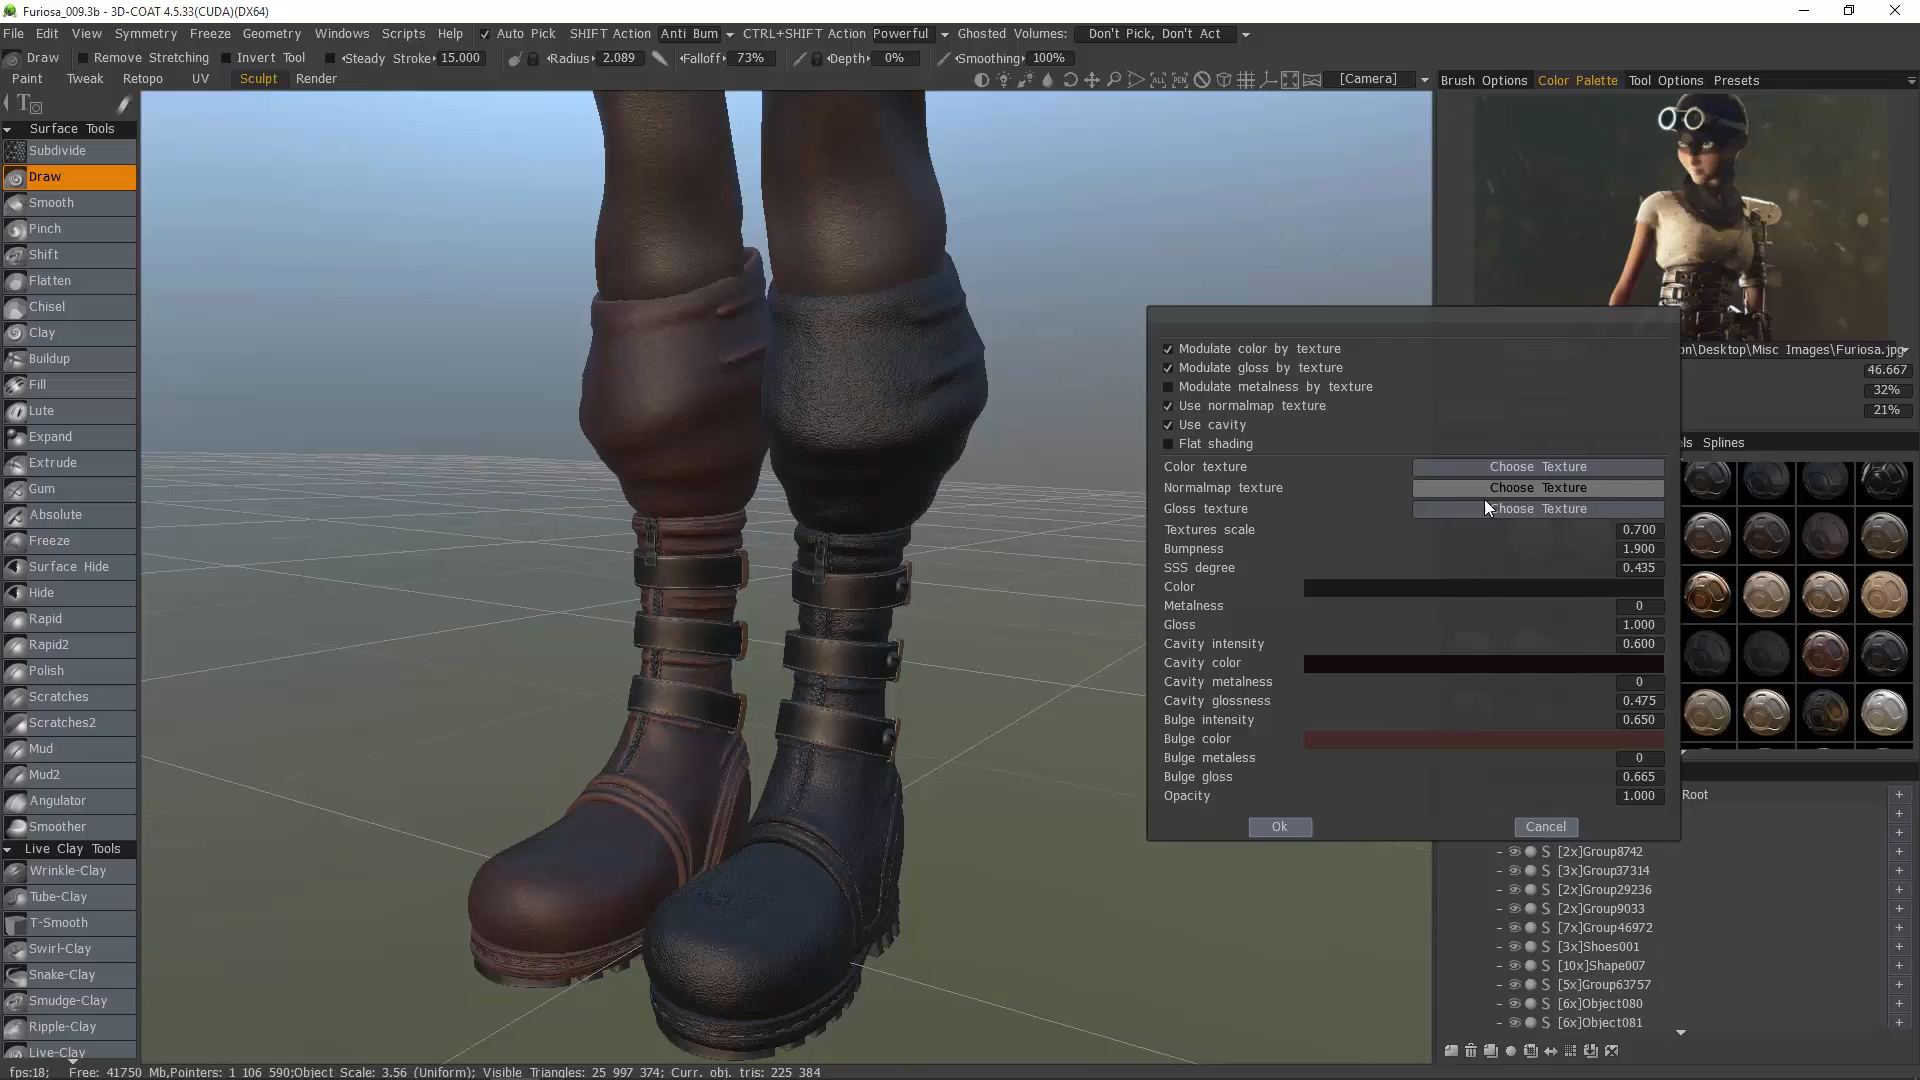 Furiosa_009.3b - 3D-COAT 4.5.33(CUDA)(DX64)
File Edit View Symmetry Freeze Geometry Windows Scripts Help Auto Pick SHIFT Action Anti Bum CTRL+SHIFT Action Powerful Ghosted Volumes: Don't Pick, Don't Act
Draw Remove Stretching Invert Tool Steady Stroke 15.000 Radius 2.089 Falloff 73% Depth 0% Smoothing 100%
Paint Tweak Retopo UV Sculpt Render [Camera] Brush Options Color Palette Tool Options Presets
Surface Tools
Subdivide
Draw
Smooth
Pinch
Shift
Flatten
Chisel
Clay
Buildup
Fill
Lute
Expand
Extrude
Gum
Absolute
Freeze
Surface Hide
Hide
Rapid
Rapid2
Polish
Scratches
Scratches2
Mud
Mud2
Angulator
Smoother
Live Clay Tools
Wrinkle-Clay
Tube-Clay
T-Smooth
Swirl-Clay
Snake-Clay
Smudge-Clay
Ripple-Clay
Live-Clay
Modulate color by texture
Modulate gloss by texture
Modulate metalness by texture
Use normalmap texture
Use cavity
Flat shading
Color texture Choose Texture
Normalmap texture Choose Texture
Gloss texture Choose Texture
Textures scale 0.700
Bumpness 1.900
SSS degree 0.435
Color
Metalness 0
Gloss 1.000
Cavity intensity 0.600
Cavity color
Cavity metalness 0
Cavity glossness 0.475
Bulge intensity 0.650
Bulge color
Bulge metaless 0
Bulge gloss 0.665
Opacity 1.000
Ok Cancel
on\Desktop\Misc Images\Furiosa.jpg
46.667
32%
21%
els Splines
Root
[2x]Group8742
[3x]Group37314
[2x]Group29236
[2x]Group9033
[7x]Group46972
[3x]Shoes001
[10x]Shape007
[5x]Group63757
[6x]Object080
[6x]Object081
fps:18; Free: 41750 Mb,Pointers: 1 106 590;Object Scale: 3.56 (Uniform); Visible Triangles: 25 997 374; Curr. obj. tris: 225 384